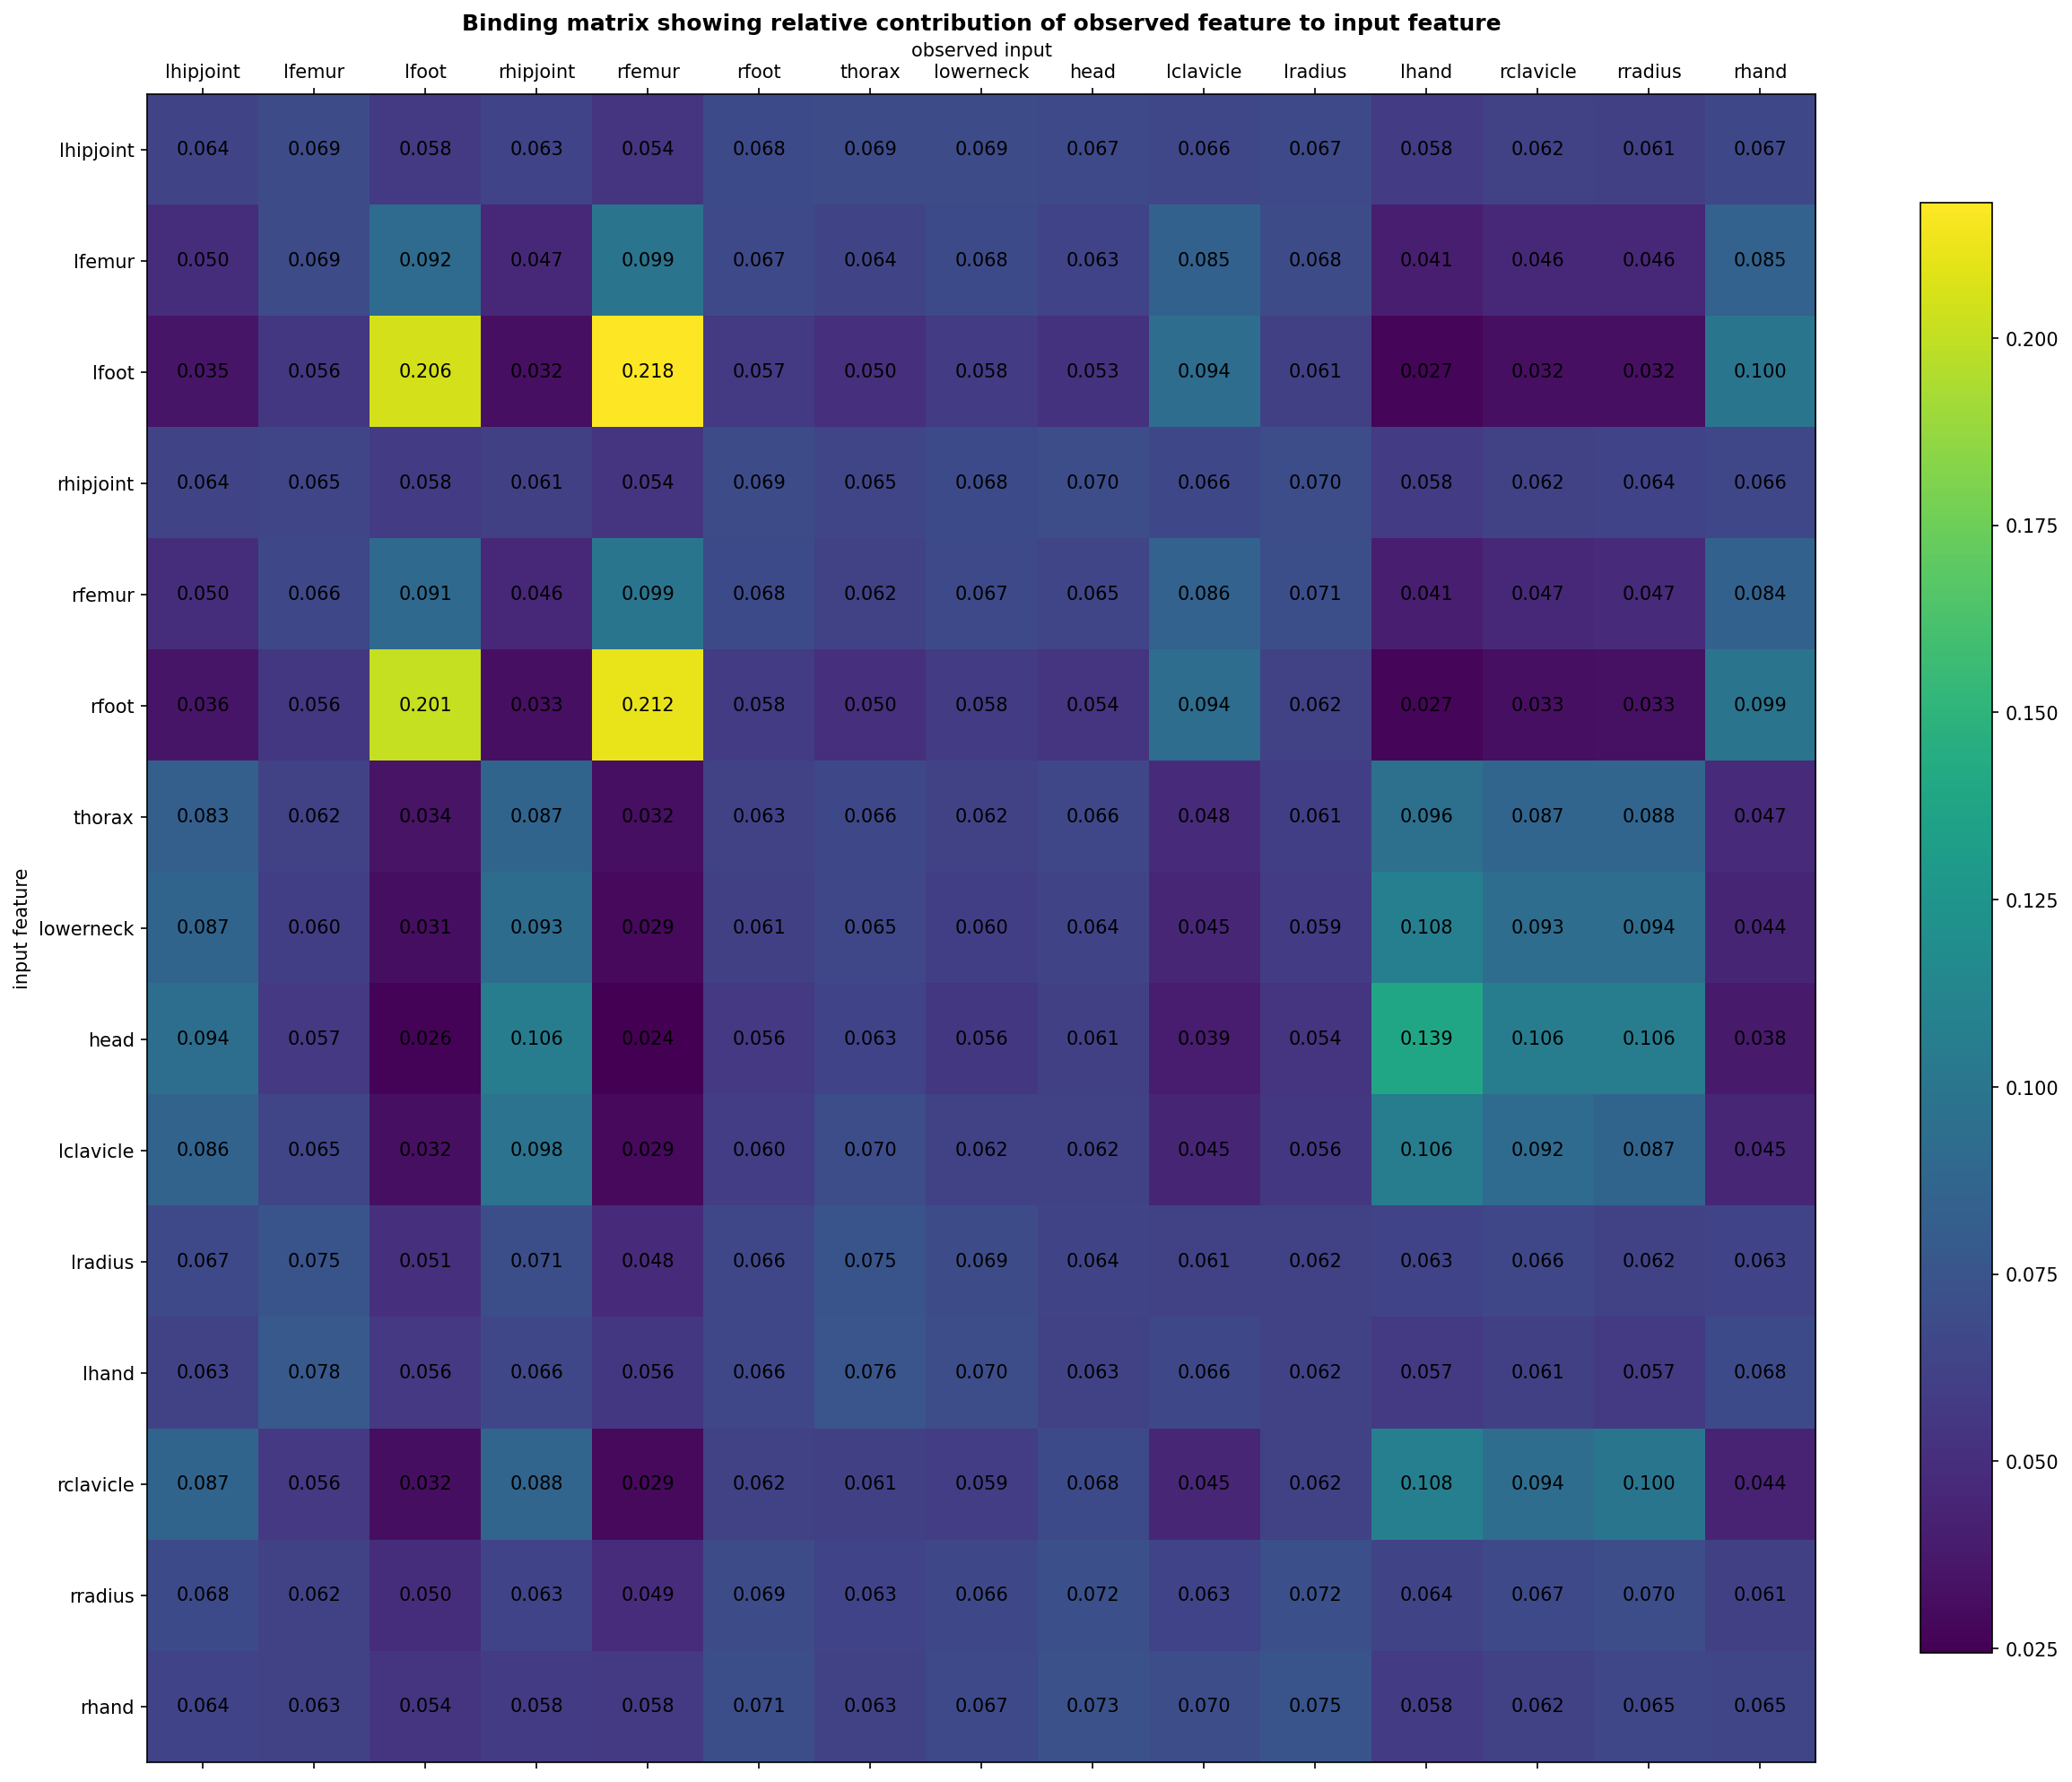 Binding matrix showing relative contribution of observed feature to input feature
observed input
lhipjoint lfemur lfoot rhipjoint rfemur rfoot thorax lowerneck head lclavicle lradius lhand rclavicle rradius rhand
lhipjoint 0.064 0.069 0.058 0.063 0.054 0.068 0.069 0.069 0.067 0.066 0.067 0.058 0.062 0.061 0.067
lfemur 0.050 0.069 0.092 0.047 0.099 0.067 0.064 0.068 0.063 0.085 0.068 0.041 0.046 0.046 0.085
lfoot 0.035 0.056 0.206 0.032 0.218 0.057 0.050 0.058 0.053 0.094 0.061 0.027 0.032 0.032 0.100
rhipjoint 0.064 0.065 0.058 0.061 0.054 0.069 0.065 0.068 0.070 0.066 0.070 0.058 0.062 0.064 0.066
rfemur 0.050 0.066 0.091 0.046 0.099 0.068 0.062 0.067 0.065 0.086 0.071 0.041 0.047 0.047 0.084
rfoot 0.036 0.056 0.201 0.033 0.212 0.058 0.050 0.058 0.054 0.094 0.062 0.027 0.033 0.033 0.099
thorax 0.083 0.062 0.034 0.087 0.032 0.063 0.066 0.062 0.066 0.048 0.061 0.096 0.087 0.088 0.047
lowerneck 0.087 0.060 0.031 0.093 0.029 0.061 0.065 0.060 0.064 0.045 0.059 0.108 0.093 0.094 0.044
head 0.094 0.057 0.026 0.106 0.024 0.056 0.063 0.056 0.061 0.039 0.054 0.139 0.106 0.106 0.038
lclavicle 0.086 0.065 0.032 0.098 0.029 0.060 0.070 0.062 0.062 0.045 0.056 0.106 0.092 0.087 0.045
lradius 0.067 0.075 0.051 0.071 0.048 0.066 0.075 0.069 0.064 0.061 0.062 0.063 0.066 0.062 0.063
lhand 0.063 0.078 0.056 0.066 0.056 0.066 0.076 0.070 0.063 0.066 0.062 0.057 0.061 0.057 0.068
rclavicle 0.087 0.056 0.032 0.088 0.029 0.062 0.061 0.059 0.068 0.045 0.062 0.108 0.094 0.100 0.044
rradius 0.068 0.062 0.050 0.063 0.049 0.069 0.063 0.066 0.072 0.063 0.072 0.064 0.067 0.070 0.061
rhand 0.064 0.063 0.054 0.058 0.058 0.071 0.063 0.067 0.073 0.070 0.075 0.058 0.062 0.065 0.065
input feature
0.200
0.175
0.150
0.125
0.100
0.075
0.050
0.025